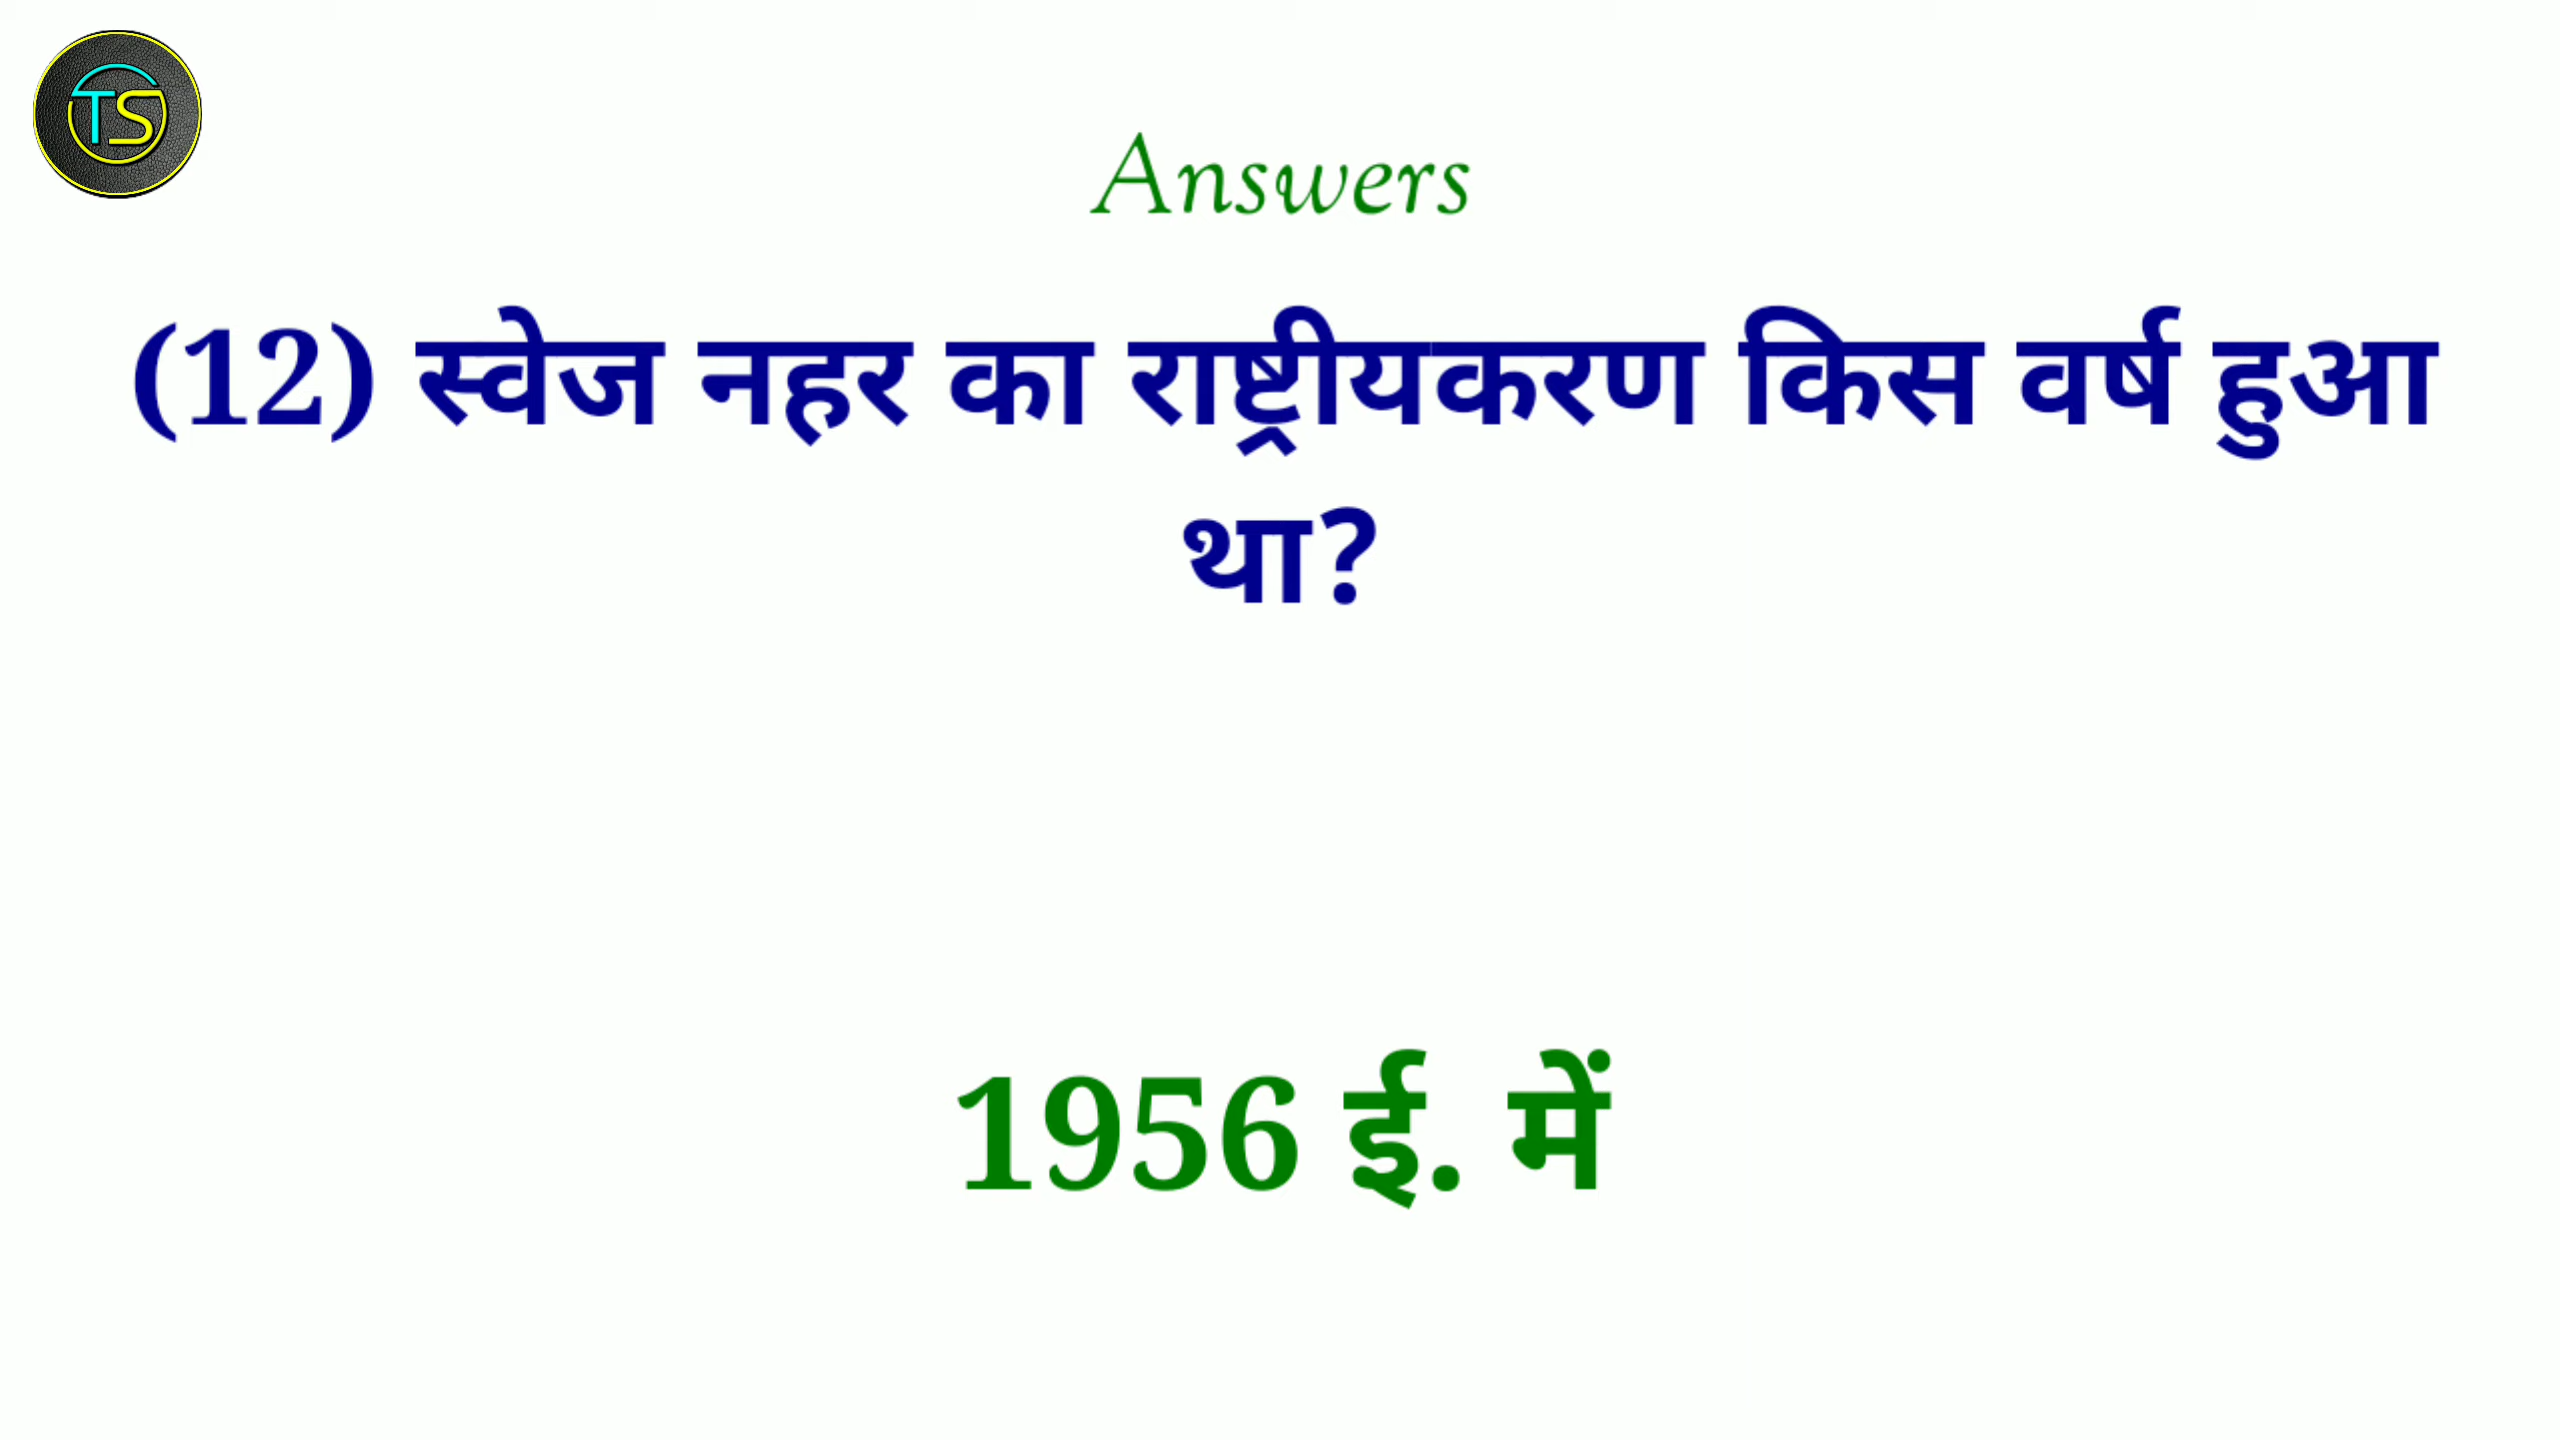 TS
Answers
(12) स्वेज नहर का राष्ट्रीयकरण किस वर्ष हुआ
था?
1956 ई. में